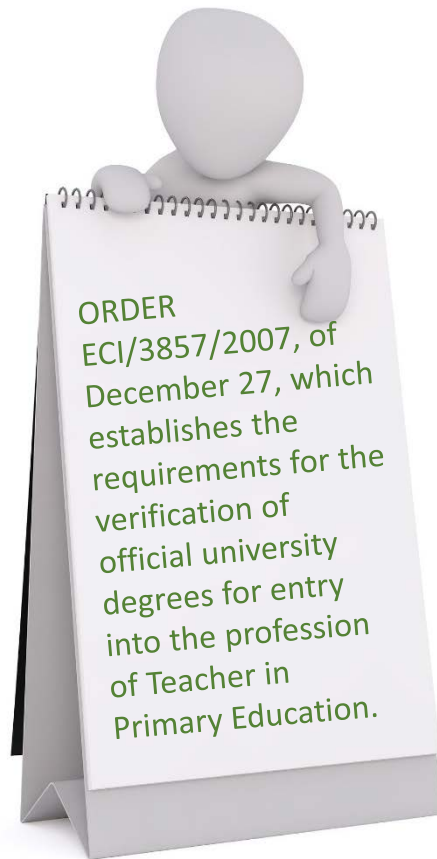 ORDER
ECI/3857/2007, of
December 27, which
establishes the
requirements for the
verification of
official university
degrees for entry
into the profession
of Teacher in
Primary Education.